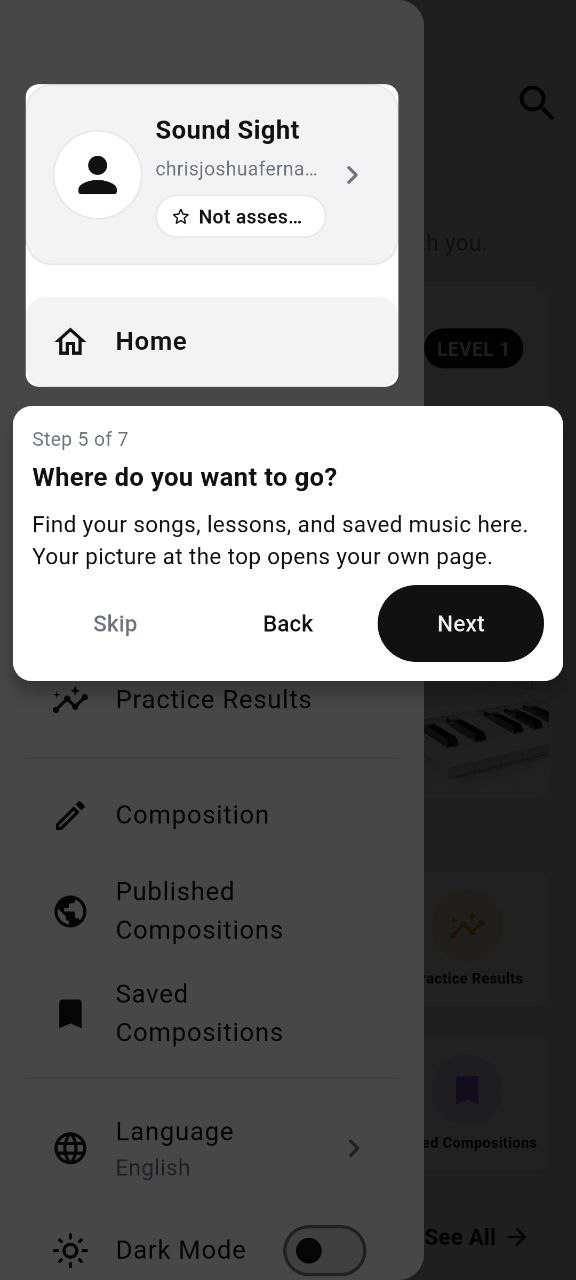 Sound Sight
chrisjoshuaferna...
Not asses...
Home
h you.
LEVEL 1
Step 5 of 7
Where do you want to go?
Find your songs, lessons, and saved music here.
Your picture at the top opens your own page.
Skip
Back
Next
Practice Results
Composition
Published
Compositions
Saved
Compositions
ractice Results
Language
English
ed Compositions
Dark Mode
See All